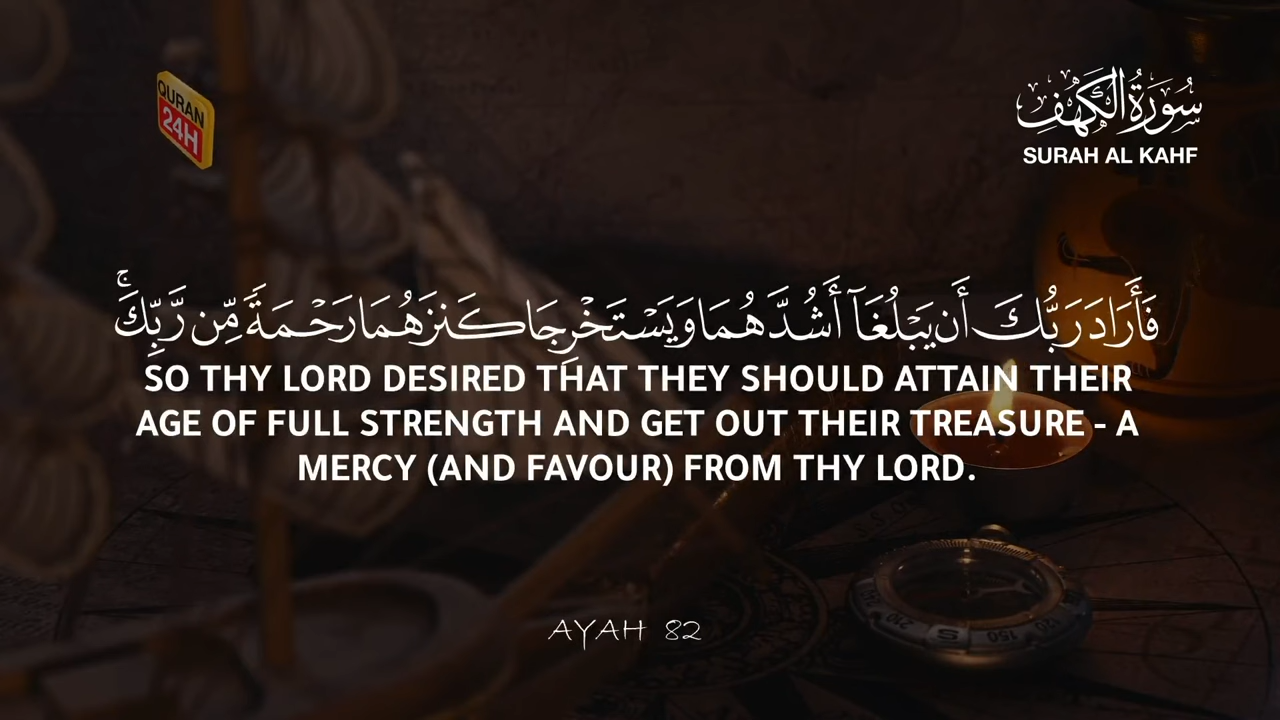 QURAN
24H
سُورَةُ الْكَهْفِ
SURAH AL KAHF
فَأَرَادَ رَبُّكَ أَن يَبْلُغَآ أَشُدَّهُمَا وَيَسْتَخْرِجَا كَنزَهُمَا رَحْمَةً مِّن رَّبِّكَ ۚ
SO THY LORD DESIRED THAT THEY SHOULD ATTAIN THEIR
AGE OF FULL STRENGTH AND GET OUT THEIR TREASURE - A
MERCY (AND FAVOUR) FROM THY LORD.
AYAH 82